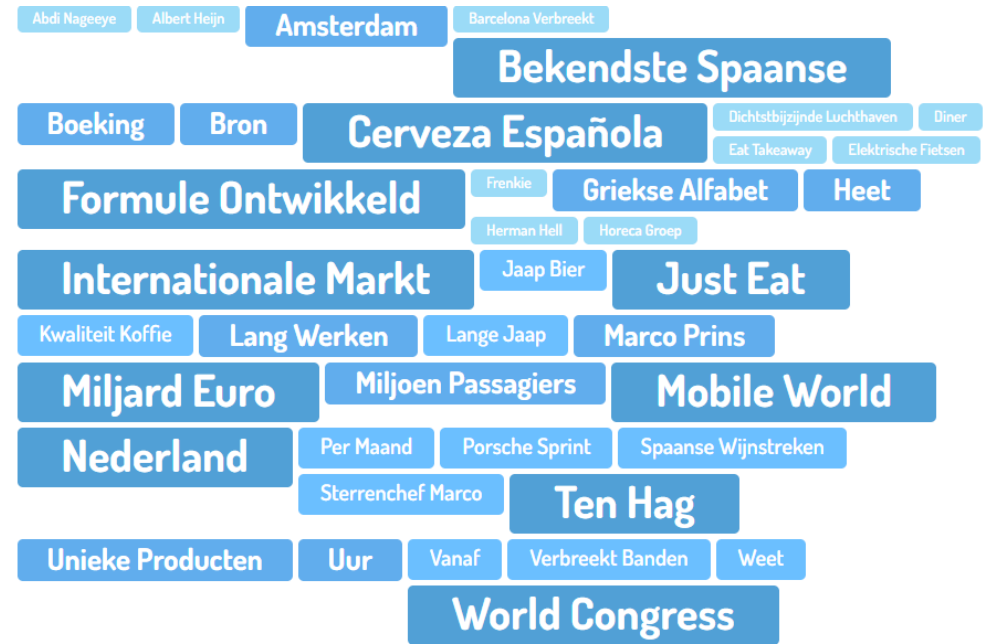 Abdi Nageeye Albert Heijn Amsterdam Barcelona Verbreekt
Bekendste Spaanse
Boeking Bron Cerveza Española Dichtstbijzijnde Luchthaven Diner
Eat Takeaway Elektrische Fietsen
Formule Ontwikkeld Frenkie Griekse Alfabet Heet
Herman Hell Horeca Groep
Internationale Markt Jaap Bier Just Eat
Kwaliteit Koffie Lang Werken Lange Jaap Marco Prins
Miljard Euro Miljoen Passagiers Mobile World
Nederland Per Maand Porsche Sprint Spaanse Wijnstreken
Sterrenchef Marco Ten Hag
Unieke Producten Uur Vanaf Verbreekt Banden Weet
World Congress